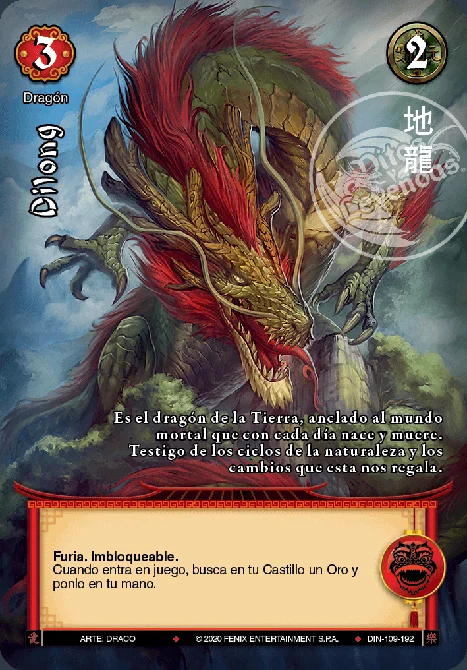 3
2
Dragón
Dilong
地龍
Mitos y Leyendas
Es el dragón de la Tierra, anclado al mundo
mortal que con cada día nace y muere.
Testigo de los ciclos de la naturaleza y los
cambios que esta nos regala.
Furia. Imbloqueable.
Cuando entra en juego, busca en tu Castillo un Oro y
ponlo en tu mano.
ARTE: DRACO ◆ © 2020 FENIX ENTERTAINMENT S.P.A. ◆ DIN-109-192